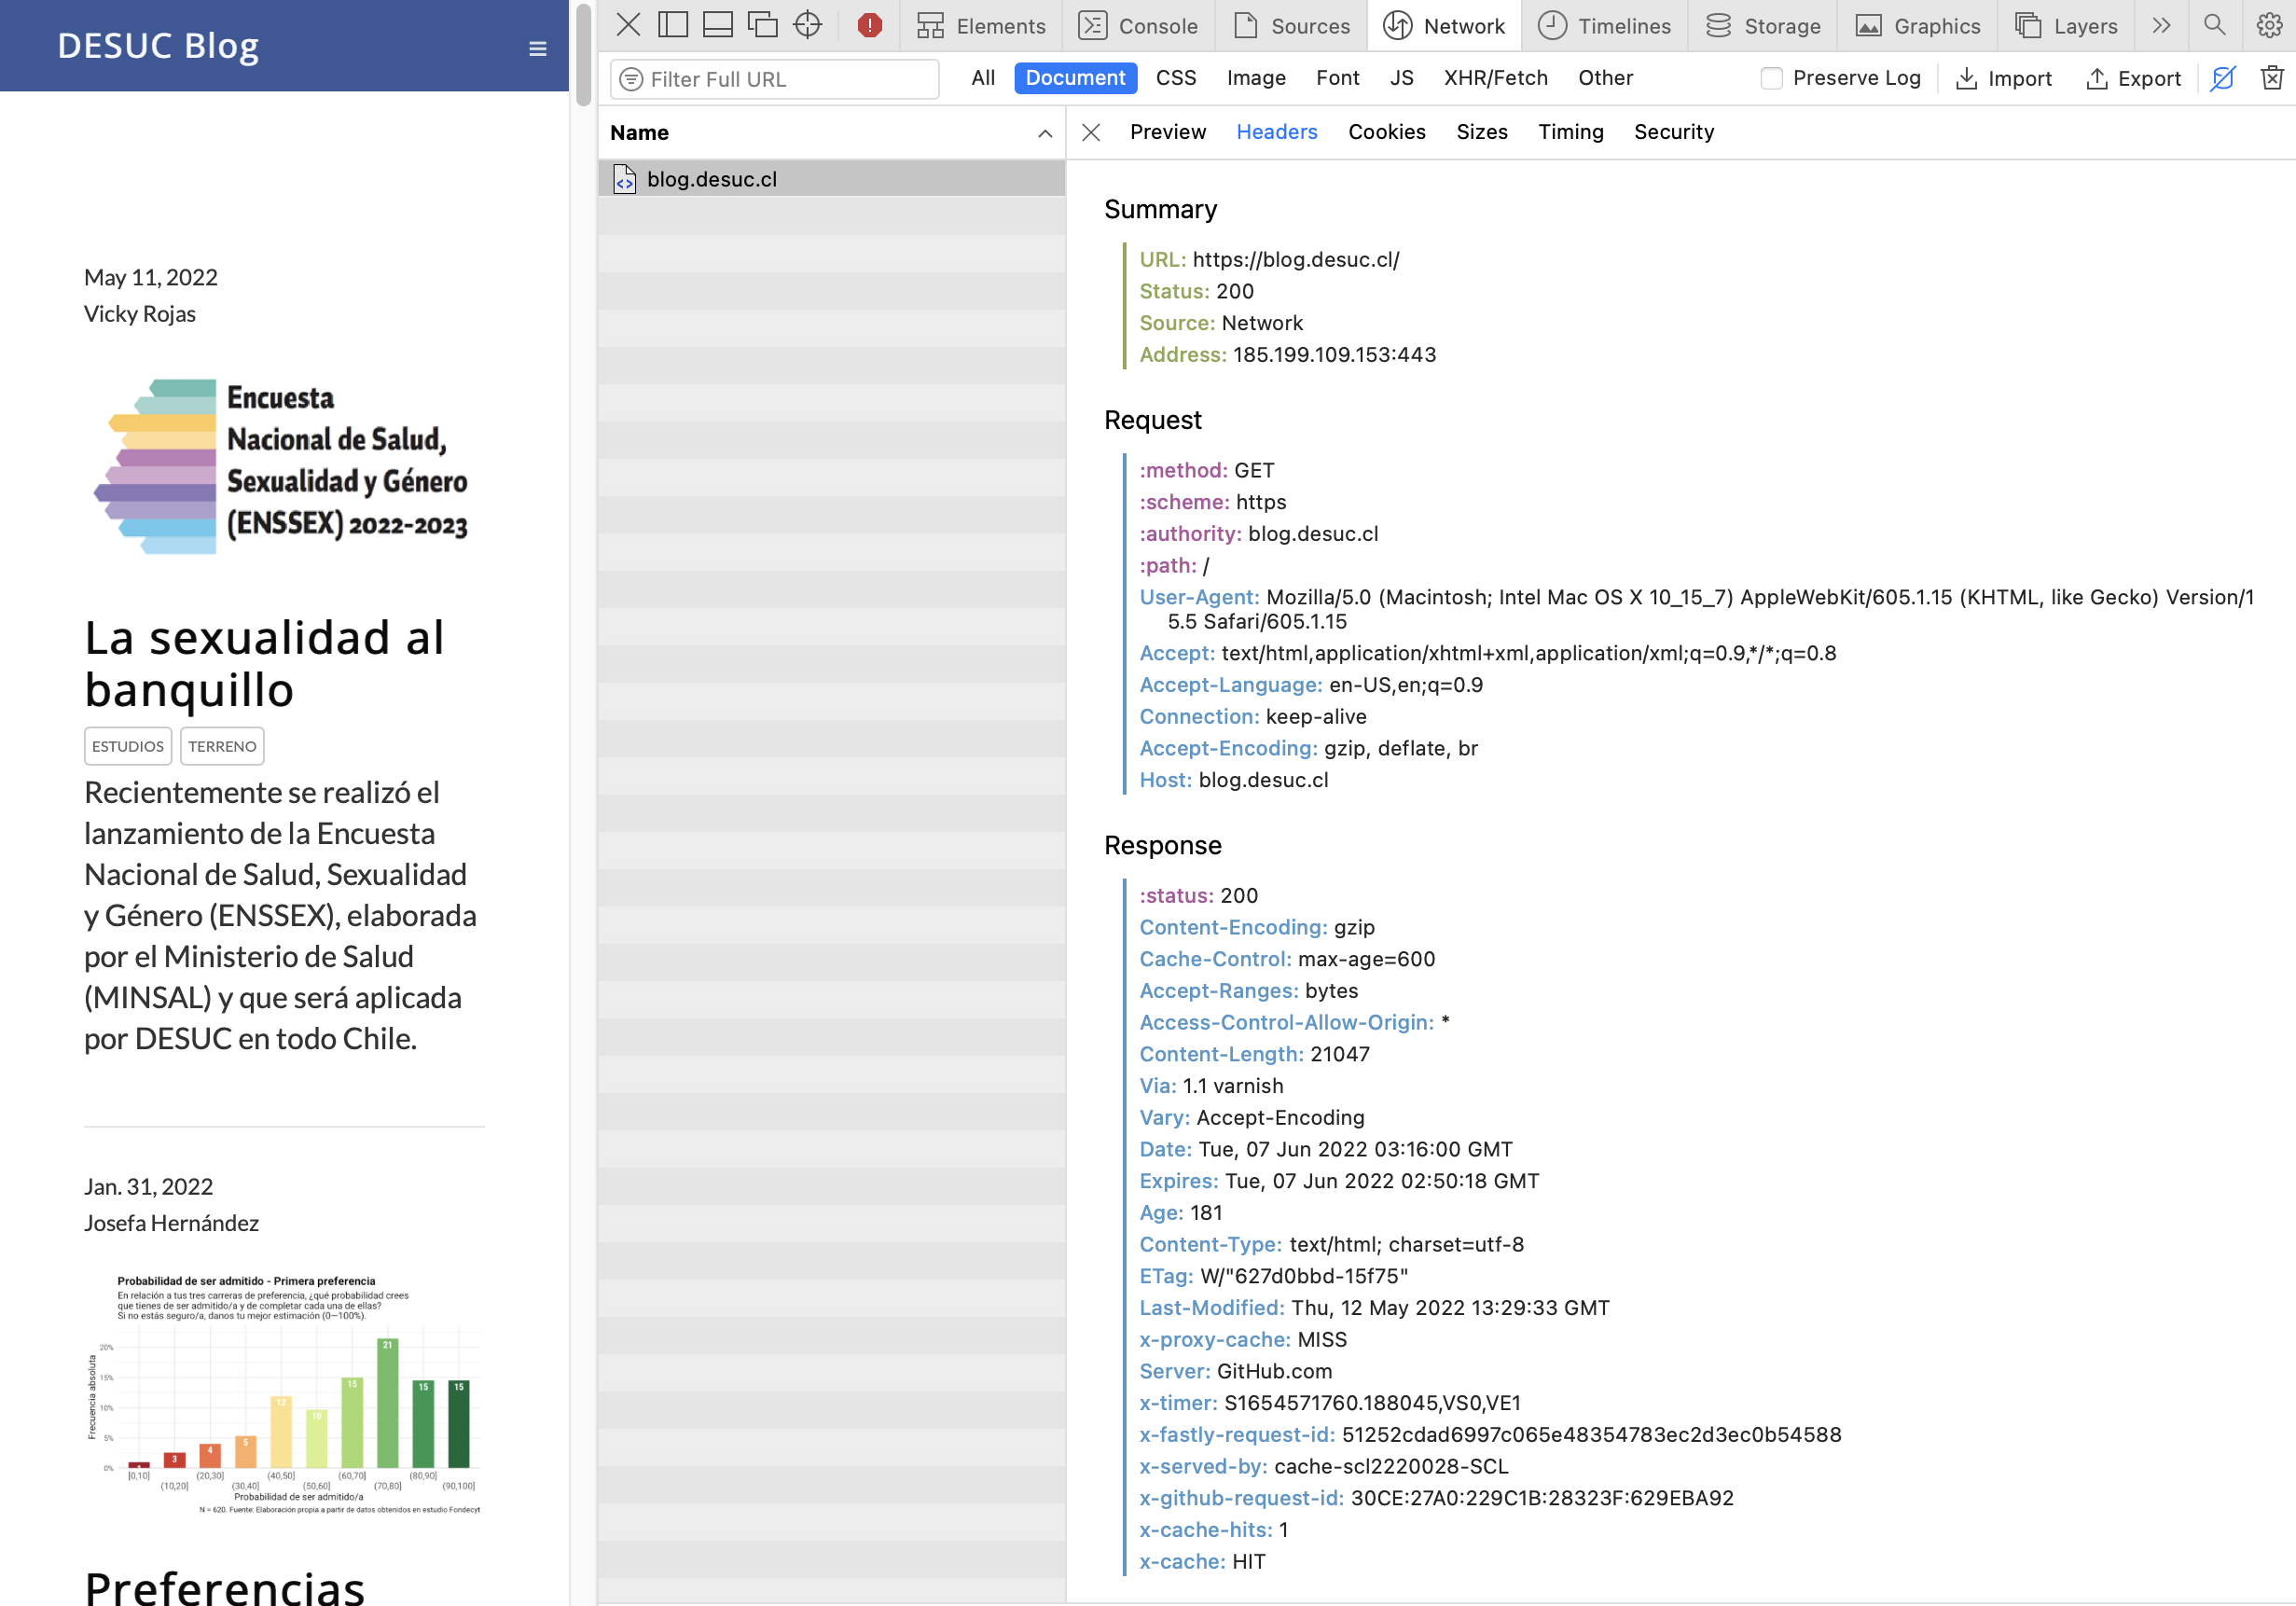 DESUC Blog
May 11, 2022
Vicky Rojas
Encuesta
Nacional de Salud,
Sexualidad y Género
(ENSSEX) 2022-2023
La sexualidad al
banquillo
ESTUDIOS TERRENO
Recientemente se realizó el
lanzamiento de la Encuesta
Nacional de Salud, Sexualidad
y Género (ENSSEX), elaborada
por el Ministerio de Salud
(MINSAL) y que será aplicada
por DESUC en todo Chile.
Jan. 31, 2022
Josefa Hernández
Probabilidad de ser admitido - Primera preferencia
En relación a tus tres carreras de preferencia, ¿qué probabilidad crees
que tienes de ser admitido/a y de completar cada una de ellas?
Si no estás seguro/a, danos tu mejor estimación (0—100%).
Frecuencia absoluta
20%
15%
10%
5%
0%
1 3 4 5 12 10 15 21 15 15
[0,10] (10,20] (20,30] (30,40] (40,50] (50,60] (60,70] (70,80] (80,90] (90,100]
Probabilidad de ser admitido/a
N = 620. Fuente: Elaboración propia a partir de datos obtenidos en estudio Fondecyt
Preferencias
Elements Console Sources Network Timelines Storage Graphics Layers
Filter Full URL All Document CSS Image Font JS XHR/Fetch Other Preserve Log Import Export
Name
blog.desuc.cl
Preview Headers Cookies Sizes Timing Security
Summary
URL: https://blog.desuc.cl/
Status: 200
Source: Network
Address: 185.199.109.153:443
Request
:method: GET
:scheme: https
:authority: blog.desuc.cl
:path: /
User-Agent: Mozilla/5.0 (Macintosh; Intel Mac OS X 10_15_7) AppleWebKit/605.1.15 (KHTML, like Gecko) Version/1
5.5 Safari/605.1.15
Accept: text/html,application/xhtml+xml,application/xml;q=0.9,*/*;q=0.8
Accept-Language: en-US,en;q=0.9
Connection: keep-alive
Accept-Encoding: gzip, deflate, br
Host: blog.desuc.cl
Response
:status: 200
Content-Encoding: gzip
Cache-Control: max-age=600
Accept-Ranges: bytes
Access-Control-Allow-Origin: *
Content-Length: 21047
Via: 1.1 varnish
Vary: Accept-Encoding
Date: Tue, 07 Jun 2022 03:16:00 GMT
Expires: Tue, 07 Jun 2022 02:50:18 GMT
Age: 181
Content-Type: text/html; charset=utf-8
ETag: W/"627d0bbd-15f75"
Last-Modified: Thu, 12 May 2022 13:29:33 GMT
x-proxy-cache: MISS
Server: GitHub.com
x-timer: S1654571760.188045,VS0,VE1
x-fastly-request-id: 51252cdad6997c065e48354783ec2d3ec0b54588
x-served-by: cache-scl2220028-SCL
x-github-request-id: 30CE:27A0:229C1B:28323F:629EBA92
x-cache-hits: 1
x-cache: HIT